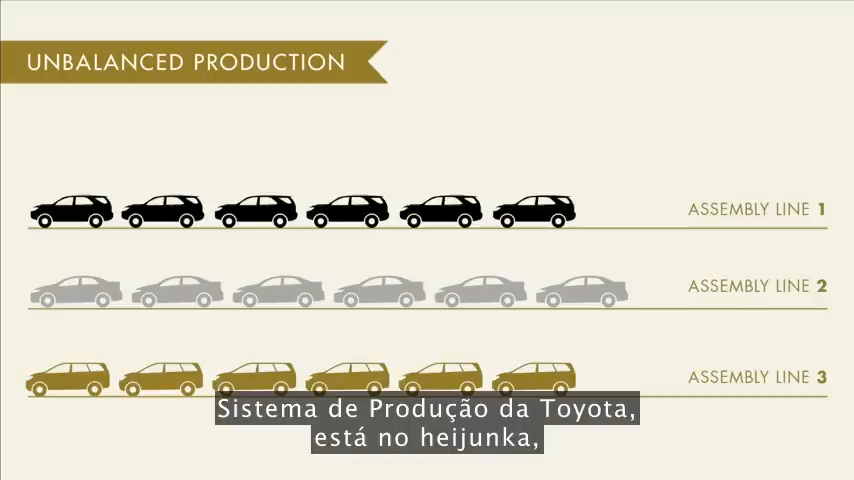 UNBALANCED PRODUCTION
ASSEMBLY LINE 1
ASSEMBLY LINE 2
ASSEMBLY LINE 3
Sistema de Produção da Toyota,
está no heijunka,